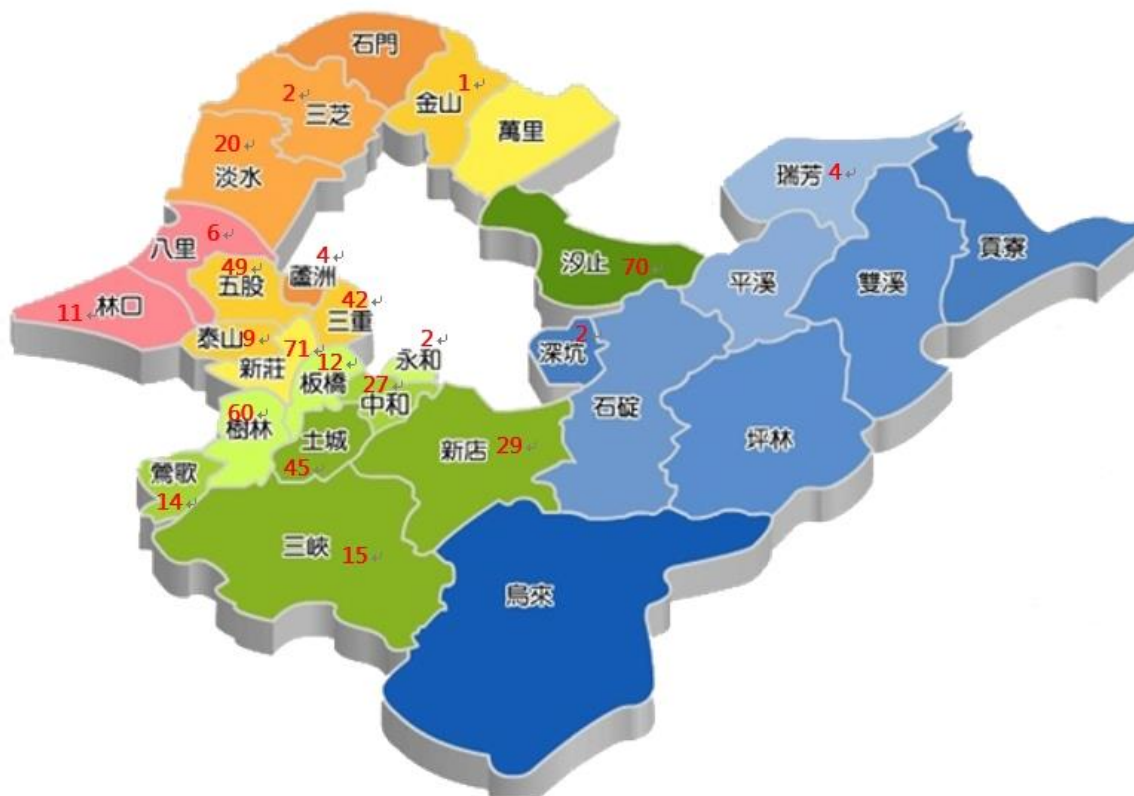 石門
1
金山
2
三芝
萬里
20
淡水
瑞芳 4
6
八里
49
五股
4
蘆洲
汐止 70
平溪
雙溪
貢寮
11 林口
42
三重
泰山 9
新莊 71
12
板橋
2
永和
27
中和
深坑 2
石碇
坪林
60
樹林
土城
45
新店 29
鶯歌
14
三峽 15
烏來